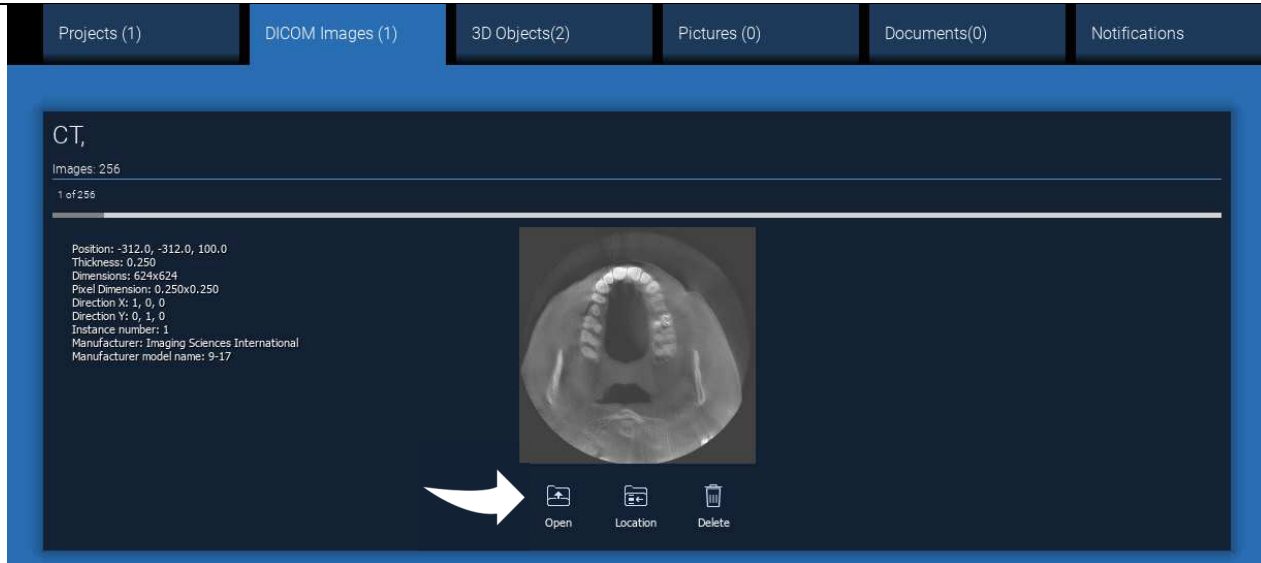 Projects (1)
DICOM Images (1)
3D Objects(2)
Pictures (0)
Documents(0)
Notifications
CT,
Images: 256
1 of 256
Position: -312.0, -312.0, 100.0
Thickness: 0.250
Dimensions: 624x624
Pixel Dimension: 0.250x0.250
Direction X: 1, 0, 0
Direction Y: 0, 1, 0
Instance number: 1
Manufacturer: Imaging Sciences International
Manufacturer model name: 9-17
Open
Location
Delete